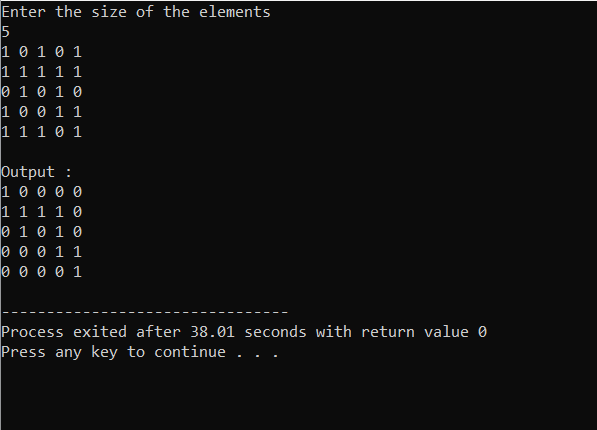 Enter the size of the elements
5
1 0 1 0 1
1 1 1 1 1
0 1 0 1 0
1 0 0 1 1
1 1 1 0 1
Output :
1 0 0 0 0
1 1 1 1 0
0 1 0 1 0
0 0 0 1 1
0 0 0 0 1
--------------------------------
Process exited after 38.01 seconds with return value 0
Press any key to continue . . .